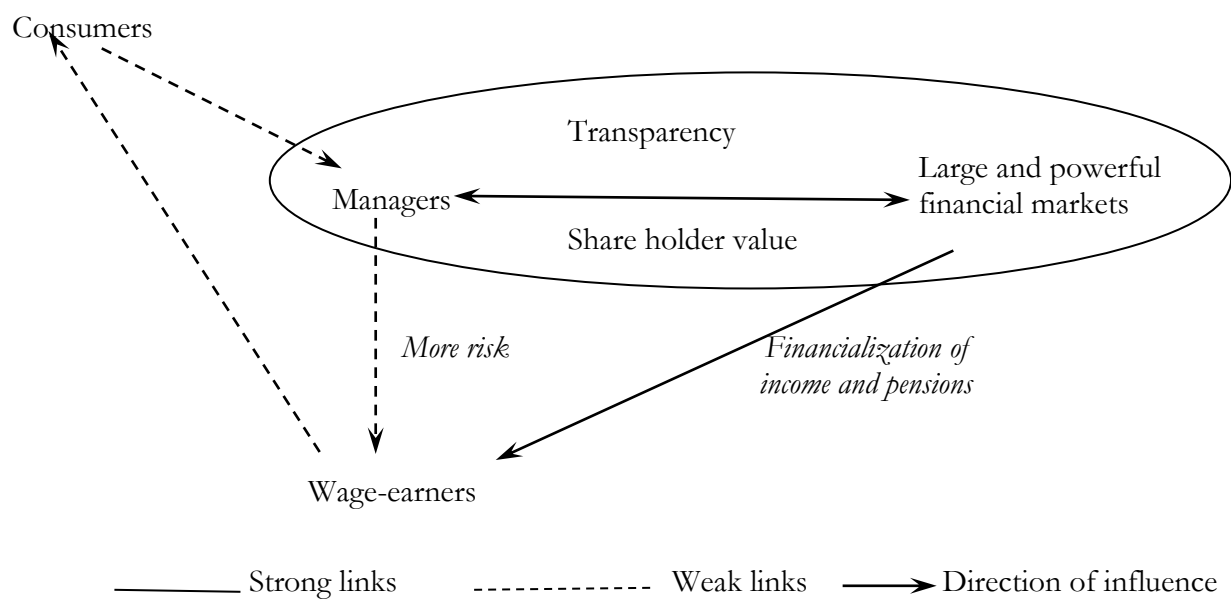 Consumers
Transparency
Large and powerful
financial markets
Managers
Share holder value
More risk
Financialization of
income and pensions
Wage-earners
Strong links
Weak links
Direction of influence